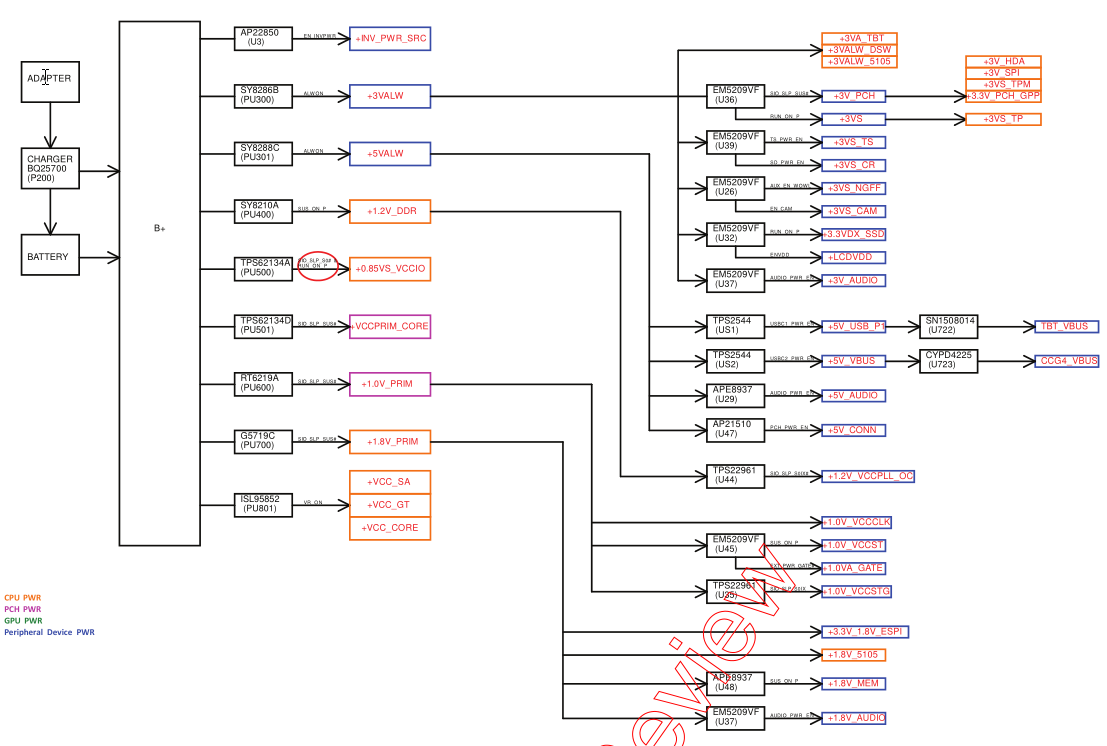 ADAPTER
CHARGER
BQ25700
(P200)
BATTERY
B+
AP22850
(U3)
EN_INVPWR
+INV_PWR_SRC
SY8286B
(PU300)
ALWON
+3VALW
SY8288C
(PU301)
ALWON
+5VALW
SY8210A
(PU400)
SUS_ON_P
+1.2V_DDR
TPS62134A
(PU500)
RUN_ON_P
+0.85VS_VCCIO
TPS62134D
(PU501)
SIO_SLP_SUS#
+VCCPRIM_CORE
RT6219A
(PU600)
SIO_SLP_SUS#
+1.0V_PRIM
G5719C
(PU700)
SIO_SLP_SUS#
+1.8V_PRIM
ISL95852
(PU801)
VR_ON
+VCC_SA
+VCC_GT
+VCC_CORE
+3VA_TBT
+3VALW_DSW
+3VALW_5105
EM5209VF
(U36)
SIO_SLP_SUS#
+3V_PCH
+3V_HDA
+3V_SPI
+3VS_TPM
+3.3V_PCH_GPP
RUN_ON_P
+3VS
+3VS_TP
EM5209VF
(U39)
TS_PWR_EN
+3VS_TS
SD_PWR_EN
+3VS_CR
EM5209VF
(U26)
AUX_EN_WOWL
+3VS_NGFF
EN_CAM
+3VS_CAM
EM5209VF
(U32)
RUN_ON_P
+3.3VDX_SSD
ENVDD
+LCDVDD
EM5209VF
(U37)
AUDIO_PWR_EN
+3V_AUDIO
TPS2544
(US1)
USBC1_PWR_EN
+5V_USB_P1
SN1508014
(U722)
TBT_VBUS
TPS2544
(US2)
USBC2_PWR_EN
+5V_VBUS
CYPD4225
(U723)
CCG4_VBUS
APE8937
(U29)
AUDIO_PWR_EN
+5V_AUDIO
AP21510
(U47)
PCH_PWR_EN
+5V_CONN
TPS22961
(U44)
+1.2V_VCCPLL_OC
+1.0V_VCCCLK
EM5209VF
(U45)
SUS_ON_P
+1.0V_VCCST
EXT_PWR_GATE#
+1.0VA_GATE
TPS22961
(U35)
+1.0V_VCCSTG
+3.3V_1.8V_ESPI
+1.8V_5105
APE8937
(U48)
SUS_ON_P
+1.8V_MEM
EM5209VF
(U37)
AUDIO_PWR_EN
+1.8V_AUDIO
CPU PWR
PCH PWR
GPU PWR
Peripheral Device PWR
eview